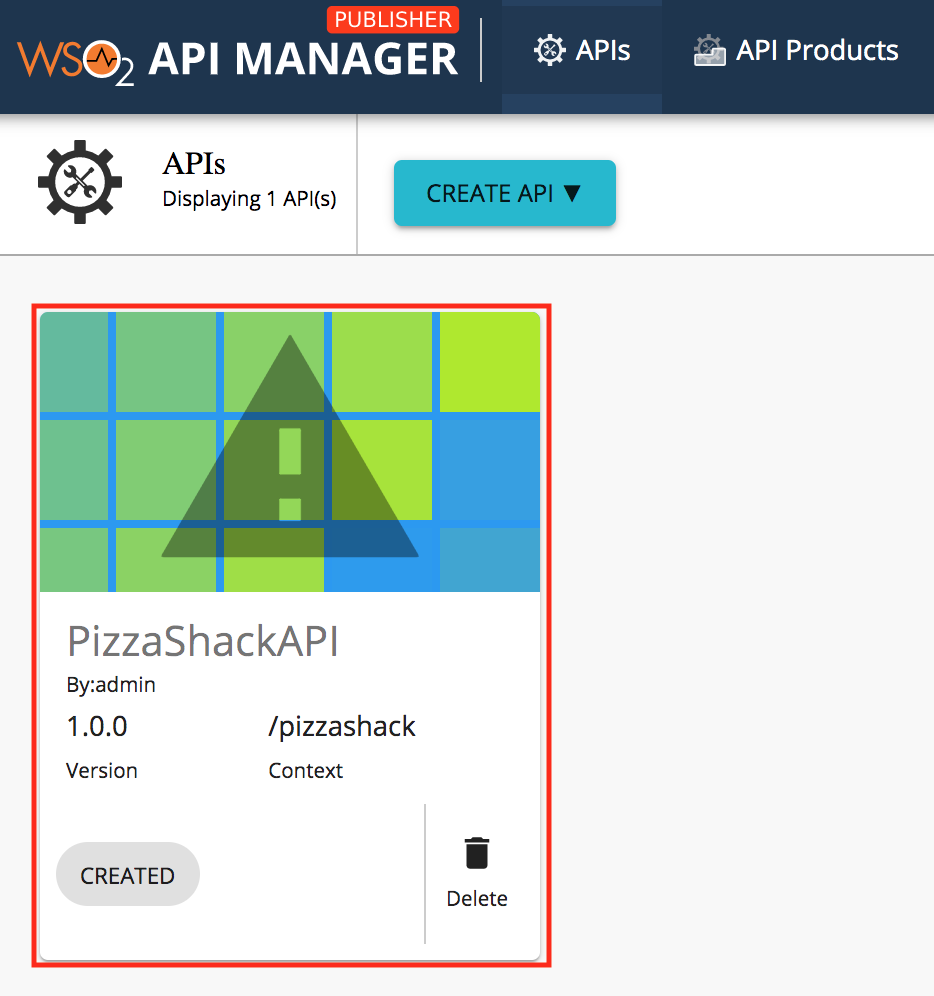 PUBLISHER
WSO2 API MANAGER
APIs
API Products
APIs
Displaying 1 API(s)
CREATE API ▼
PizzaShackAPI
By:admin
1.0.0 /pizzashack
Version Context
CREATED
Delete